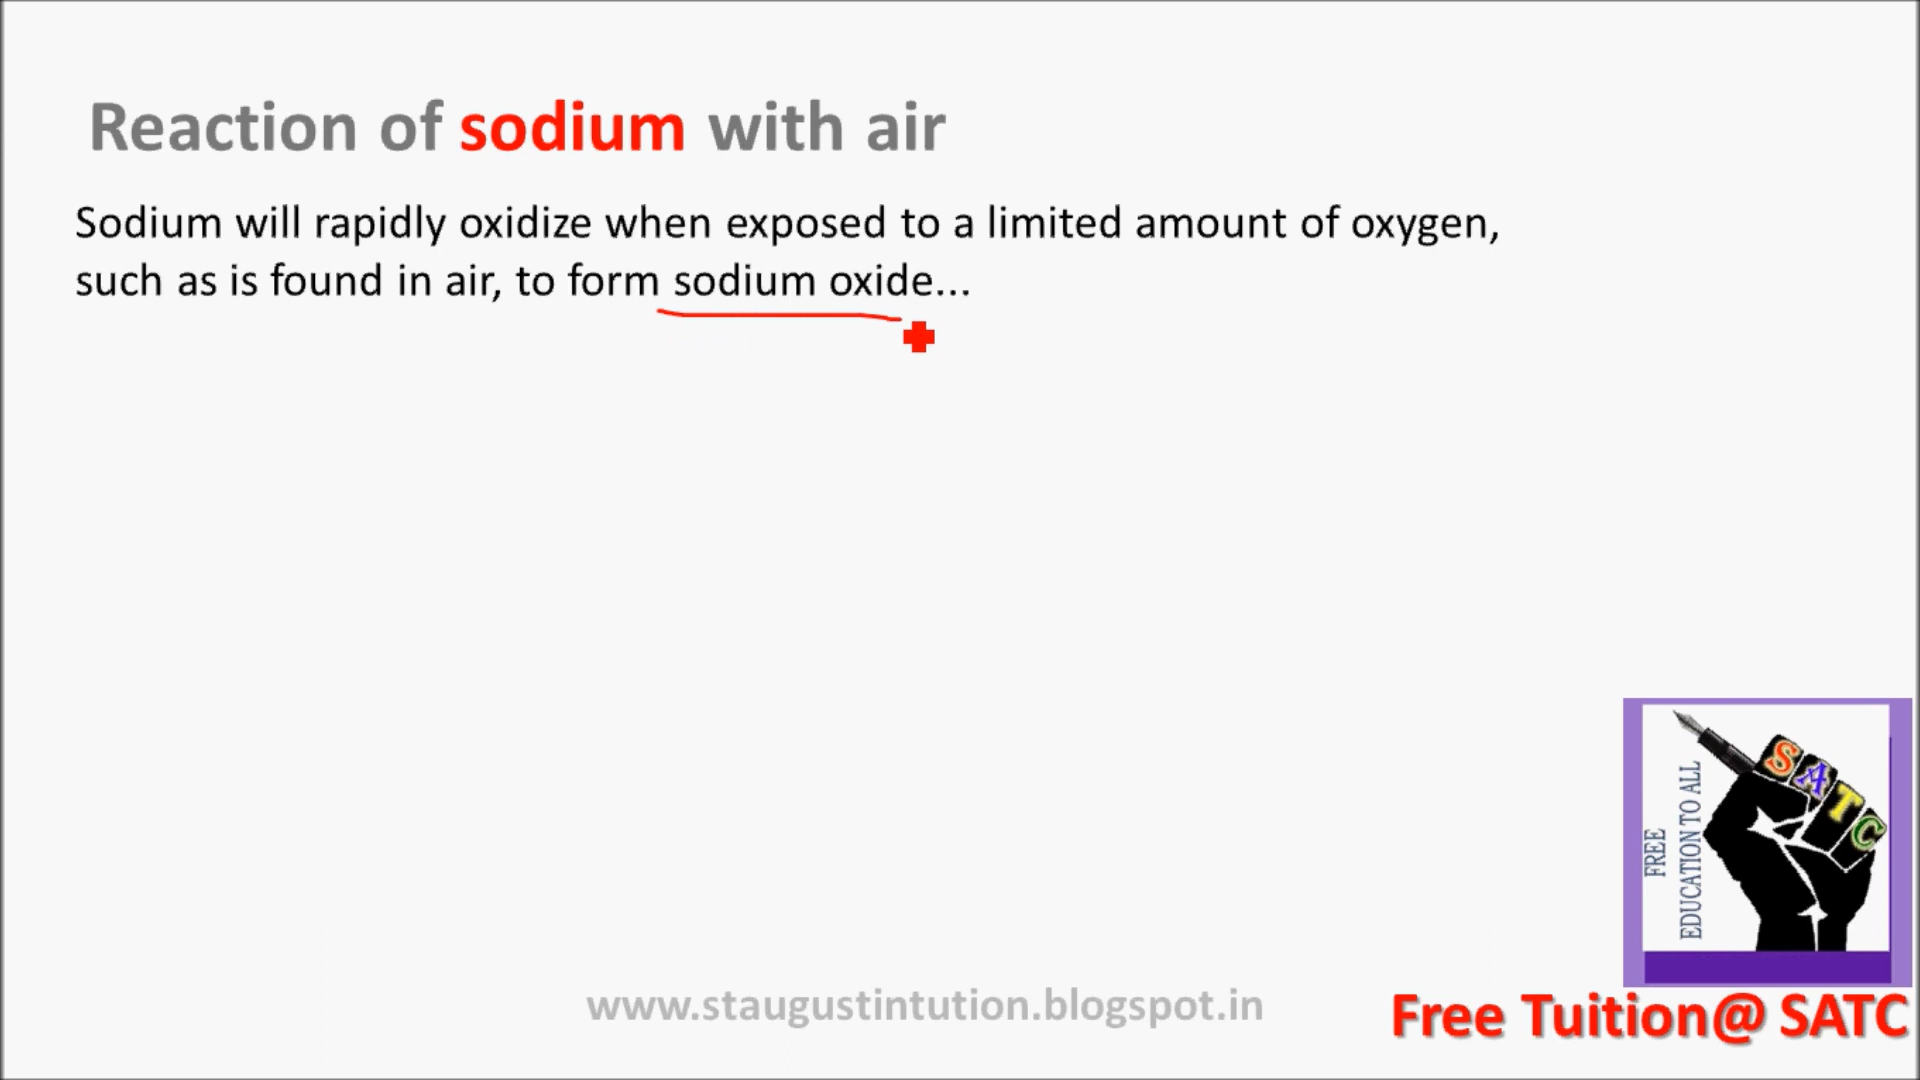 Reaction of sodium with air
Sodium will rapidly oxidize when exposed to a limited amount of oxygen,
such as is found in air, to form sodium oxide...
SATC
FREE
EDUCATION TO ALL
www.staugustintution.blogspot.in
Free Tuition@ SATC